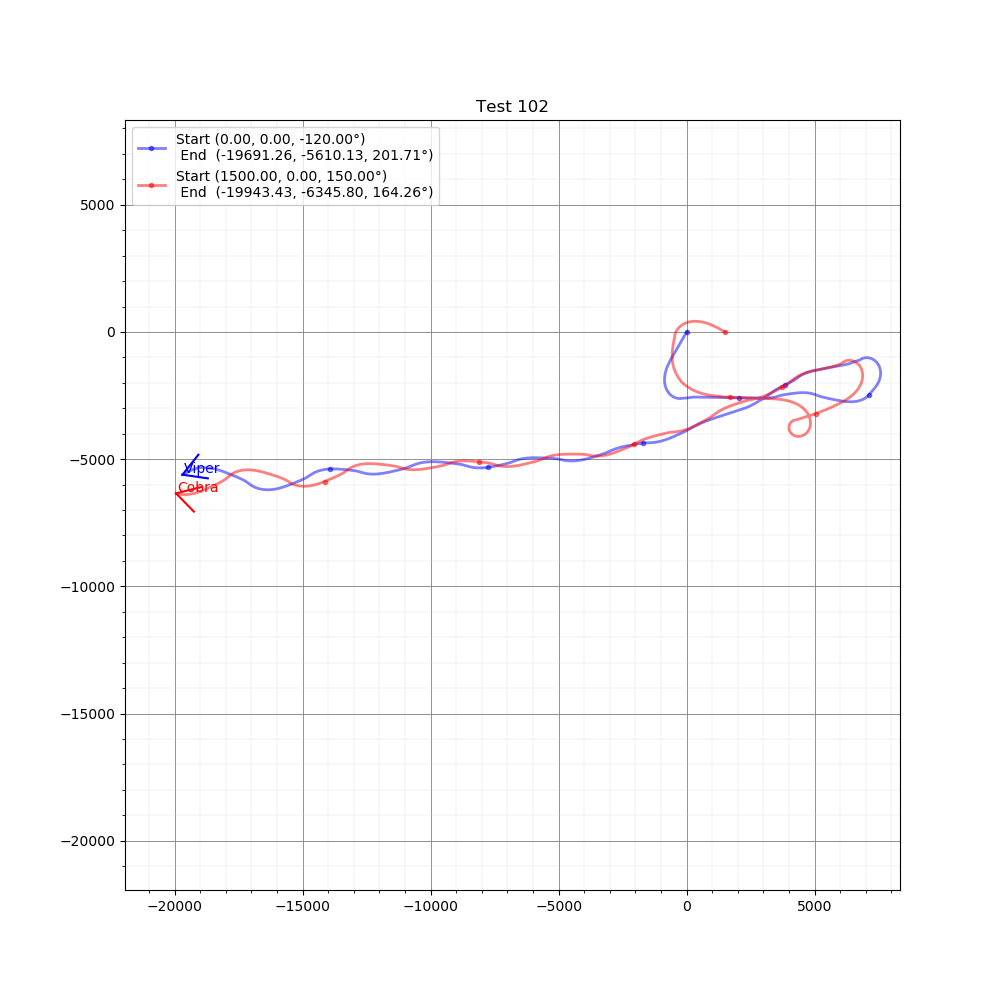 Test 102
Start (0.00, 0.00, -120.00°)
End  (-19691.26, -5610.13, 201.71°)
Start (1500.00, 0.00, 150.00°)
End  (-19943.43, -6345.80, 164.26°)
5000
0
−5000
−10000
−15000
−20000
Viper
Cobra
−20000
−15000
−10000
−5000
0
5000